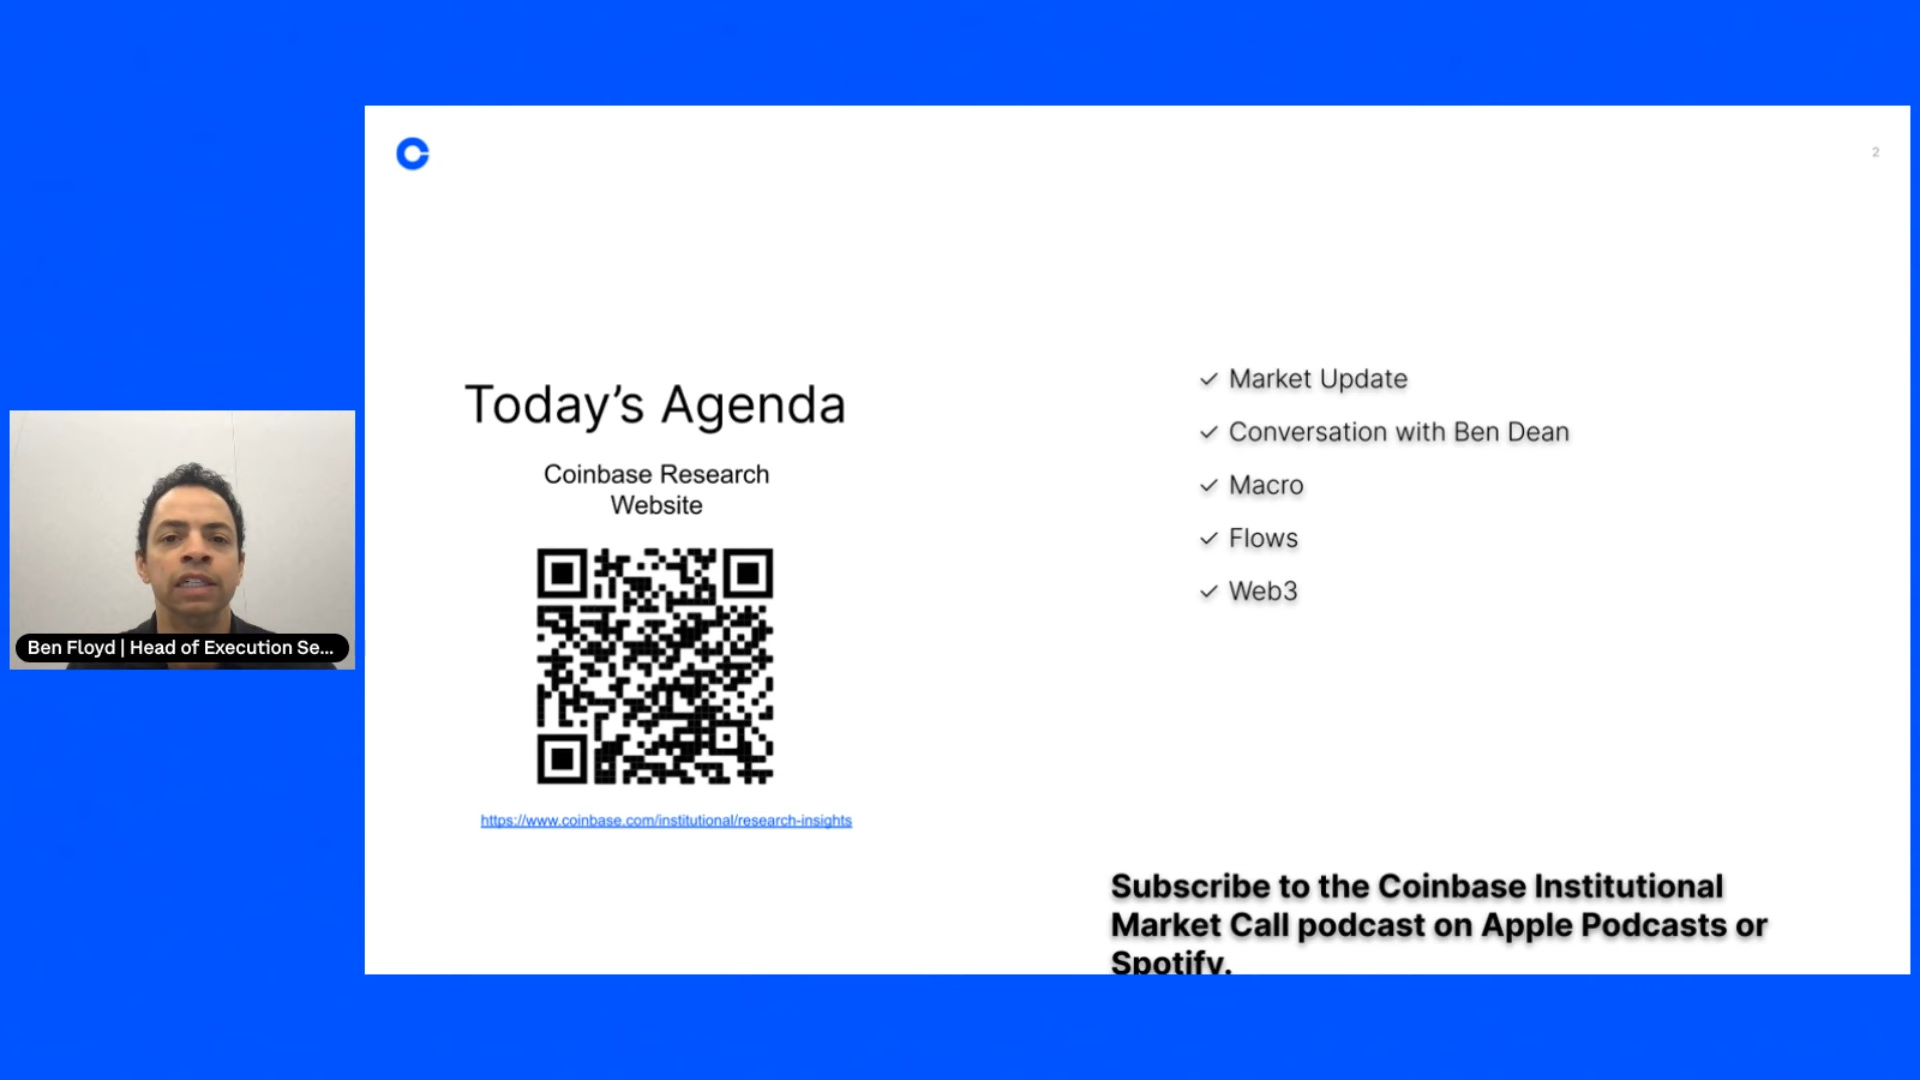 2
Today's Agenda
Coinbase Research
Website
https://www.coinbase.com/institutional/research-insights
✓ Market Update
✓ Conversation with Ben Dean
✓ Macro
✓ Flows
✓ Web3
Subscribe to the Coinbase Institutional
Market Call podcast on Apple Podcasts or
Spotify.
Ben Floyd | Head of Execution Se...